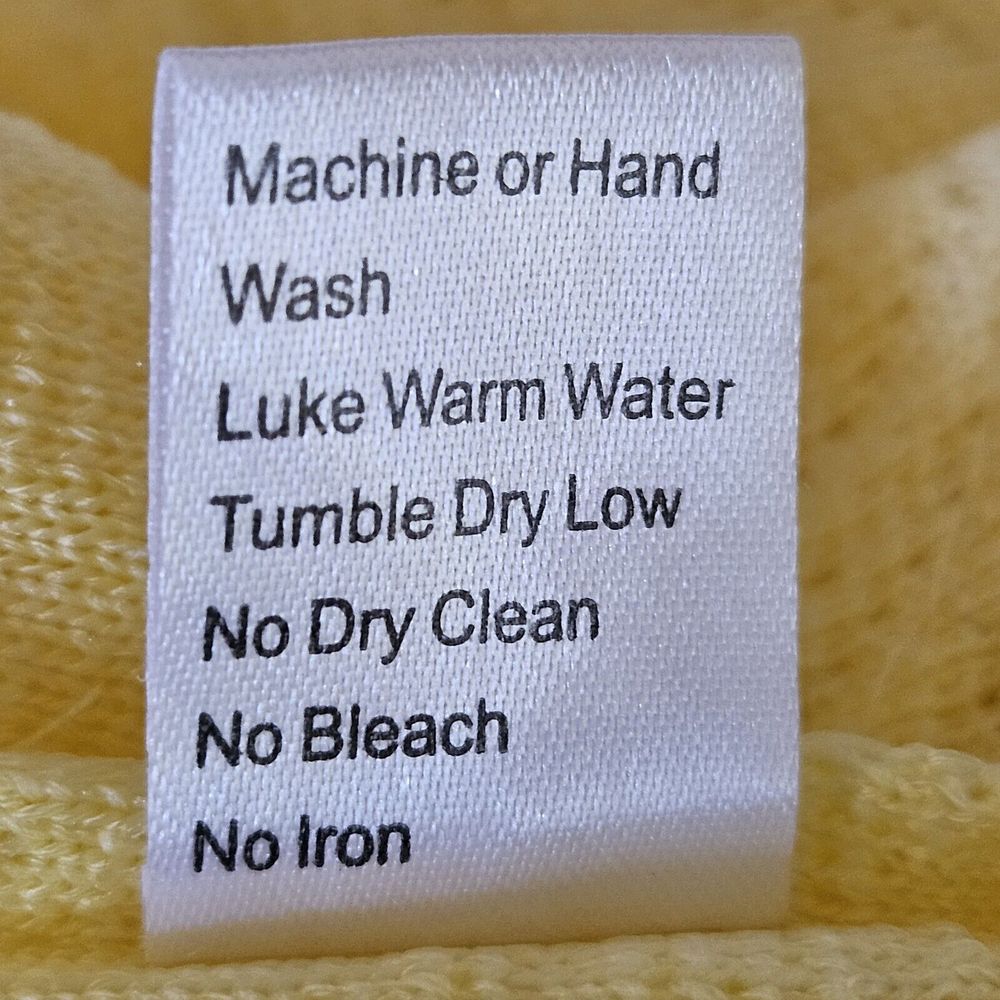 Machine or Hand
Wash
Luke Warm Water
Tumble Dry Low
No Dry Clean
No Bleach
No Iron